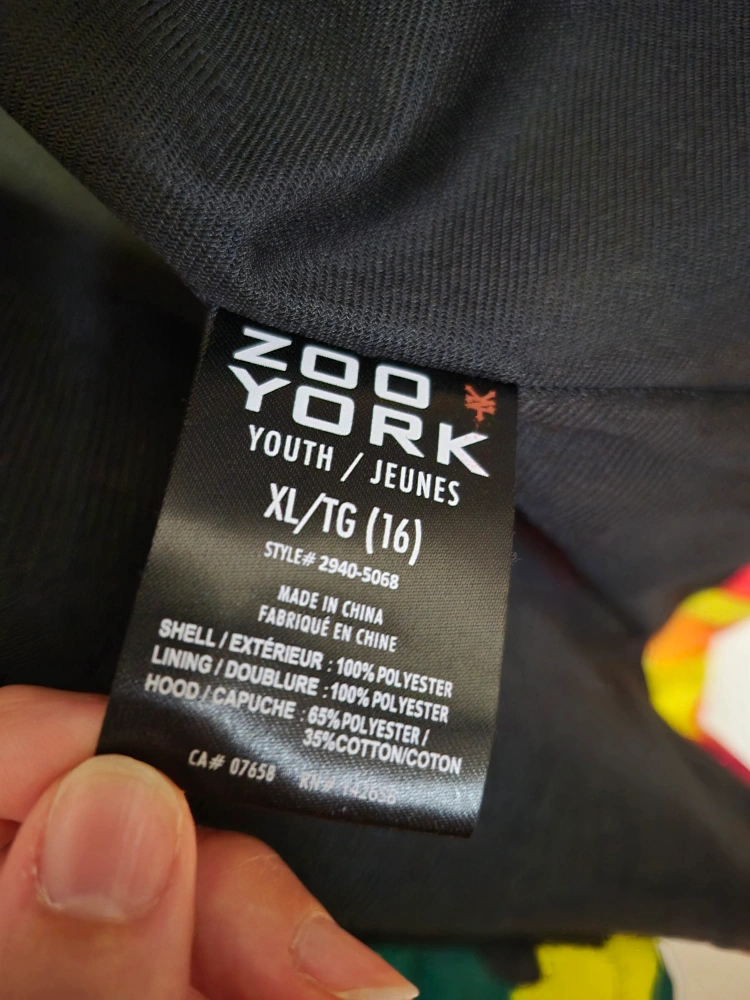 ZOO
YORK
YOUTH / JEUNES
XL/TG (16)
STYLE# 2940-5068
MADE IN CHINA
FABRIQUÉ EN CHINE
SHELL / EXTÉRIEUR : 100% POLYESTER
LINING / DOUBLURE : 100% POLYESTER
HOOD / CAPUCHE : 65% POLYESTER /
35% COTTON/COTON
CA# 07658 RN#